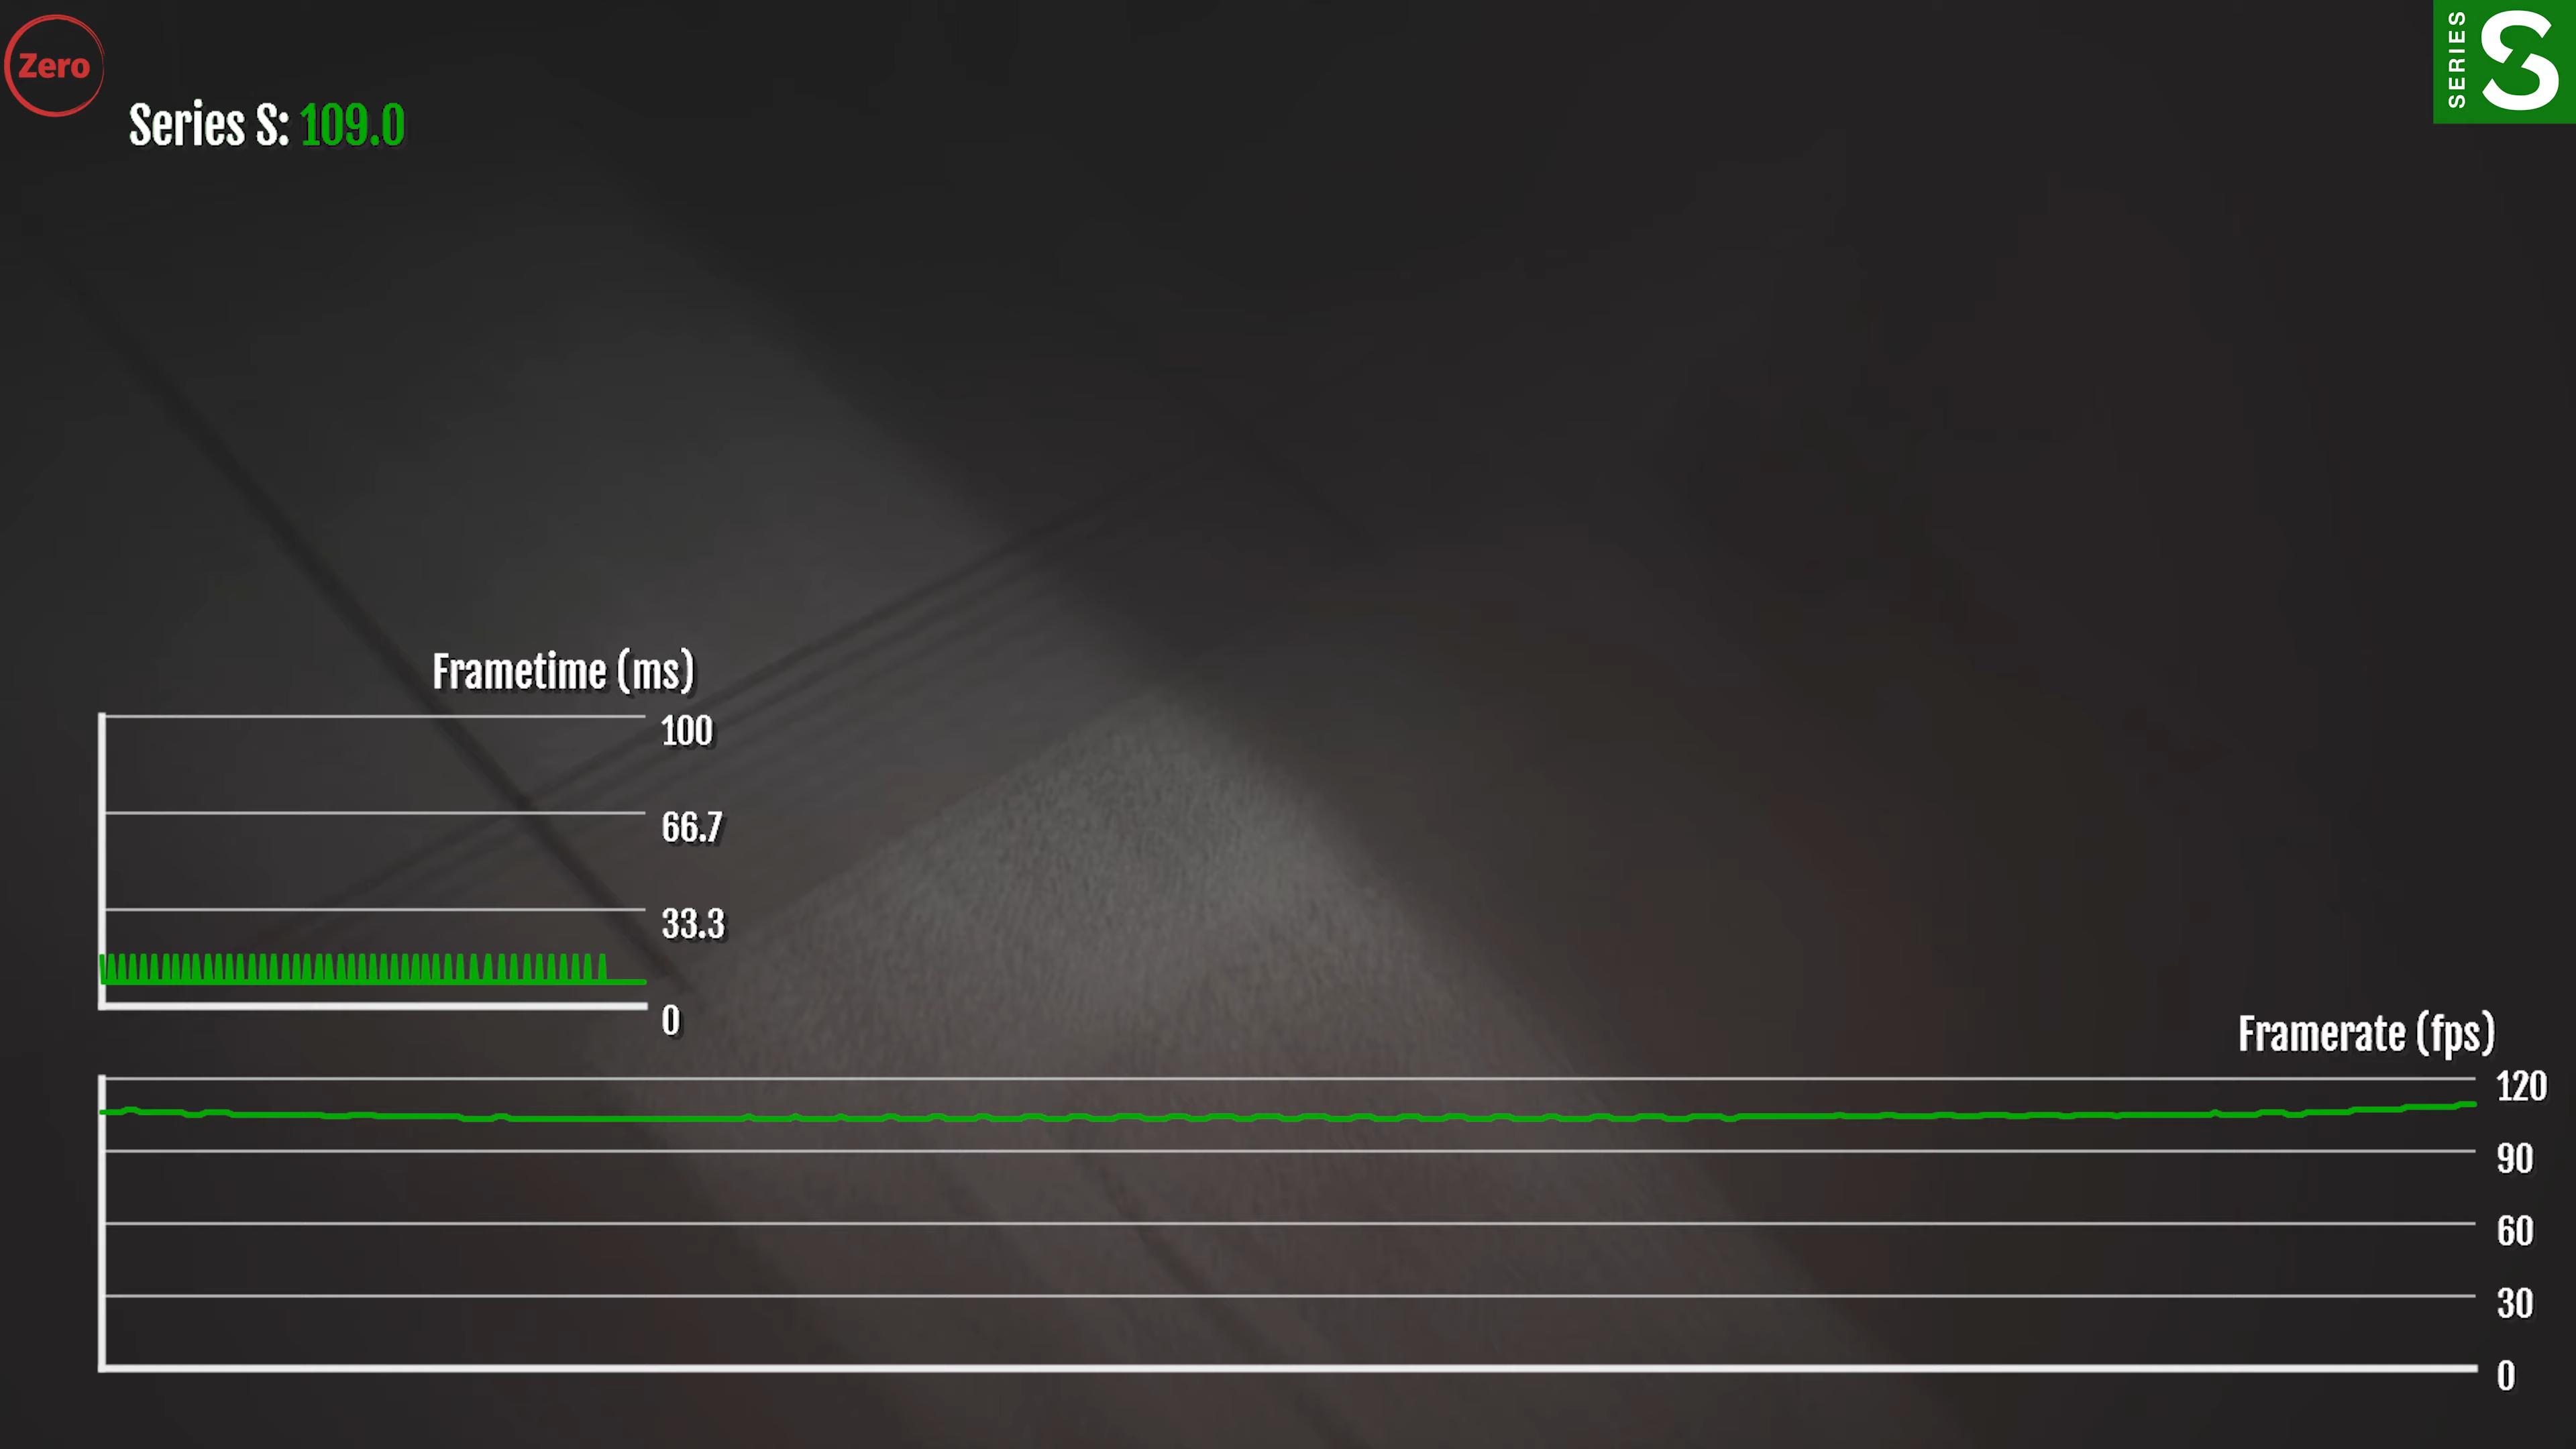 Zero
SERIES S
Series S: 109.0
Frametime (ms)
100
66.7
33.3
0
Framerate (fps)
120
90
60
30
0